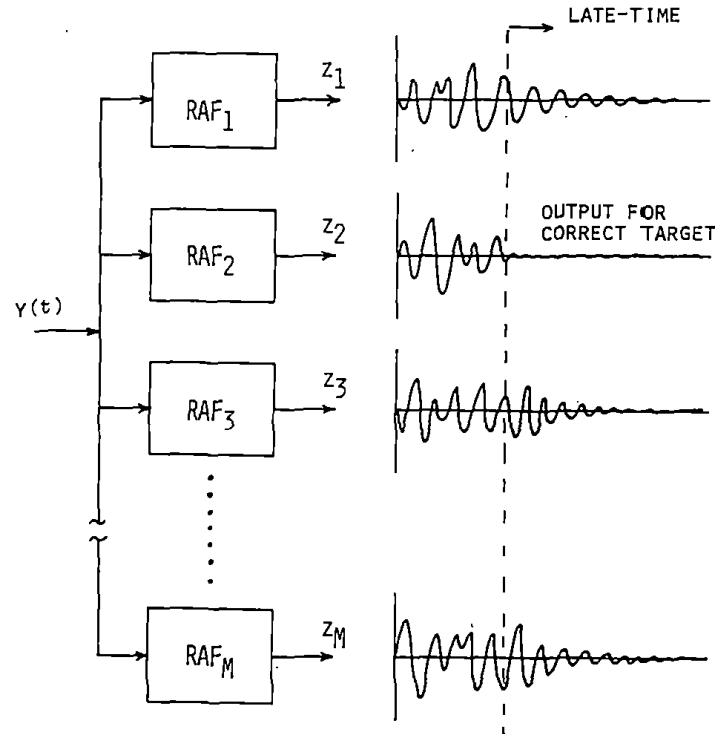 LATE-TIME
RAF1
Z1
RAF2
Z2
OUTPUT FOR
CORRECT TARGET
Y(t)
RAF3
Z3
RAFM
ZM